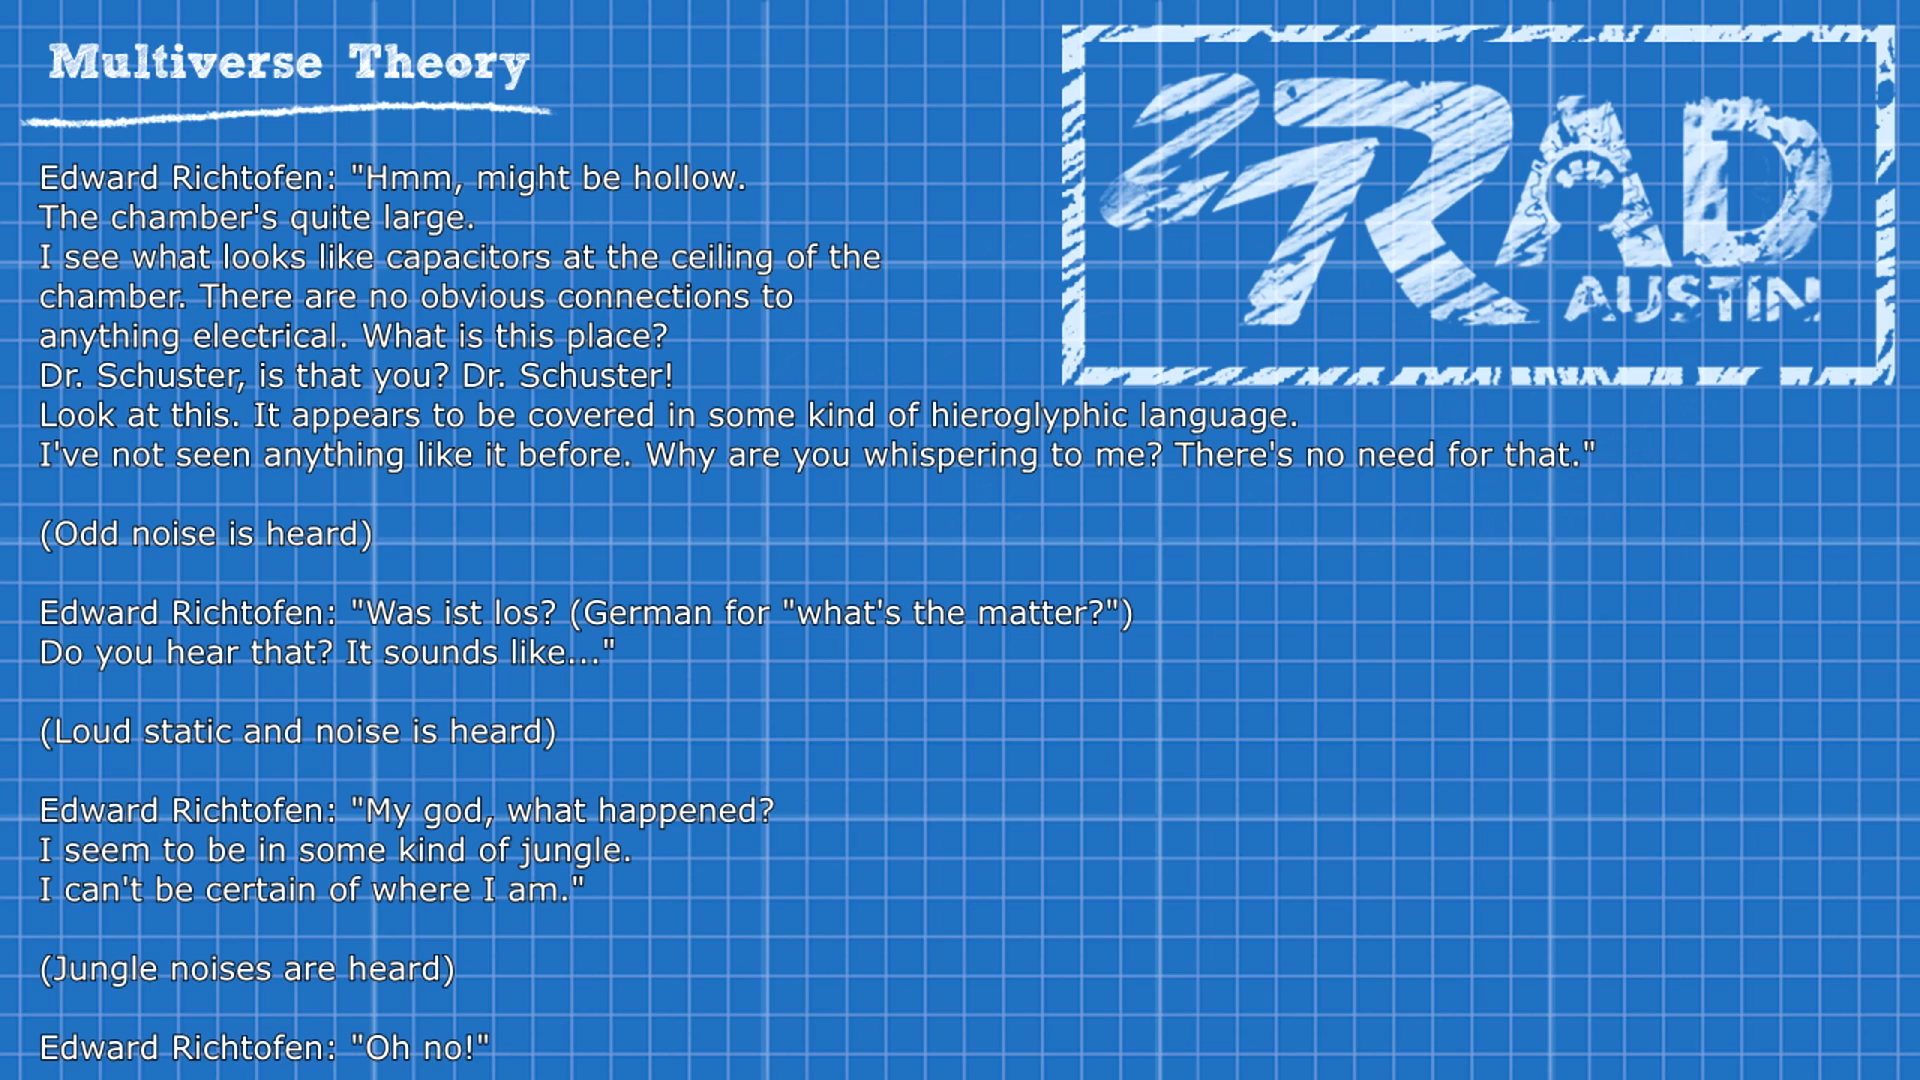 Multiverse Theory
RAD
AUSTIN
Edward Richtofen: "Hmm, might be hollow.
The chamber's quite large.
I see what looks like capacitors at the ceiling of the
chamber. There are no obvious connections to
anything electrical. What is this place?
Dr. Schuster, is that you? Dr. Schuster!
Look at this. It appears to be covered in some kind of hieroglyphic language.
I've not seen anything like it before. Why are you whispering to me? There's no need for that."
(Odd noise is heard)
Edward Richtofen: "Was ist los? (German for "what's the matter?")
Do you hear that? It sounds like..."
(Loud static and noise is heard)
Edward Richtofen: "My god, what happened?
I seem to be in some kind of jungle.
I can't be certain of where I am."
(Jungle noises are heard)
Edward Richtofen: "Oh no!"